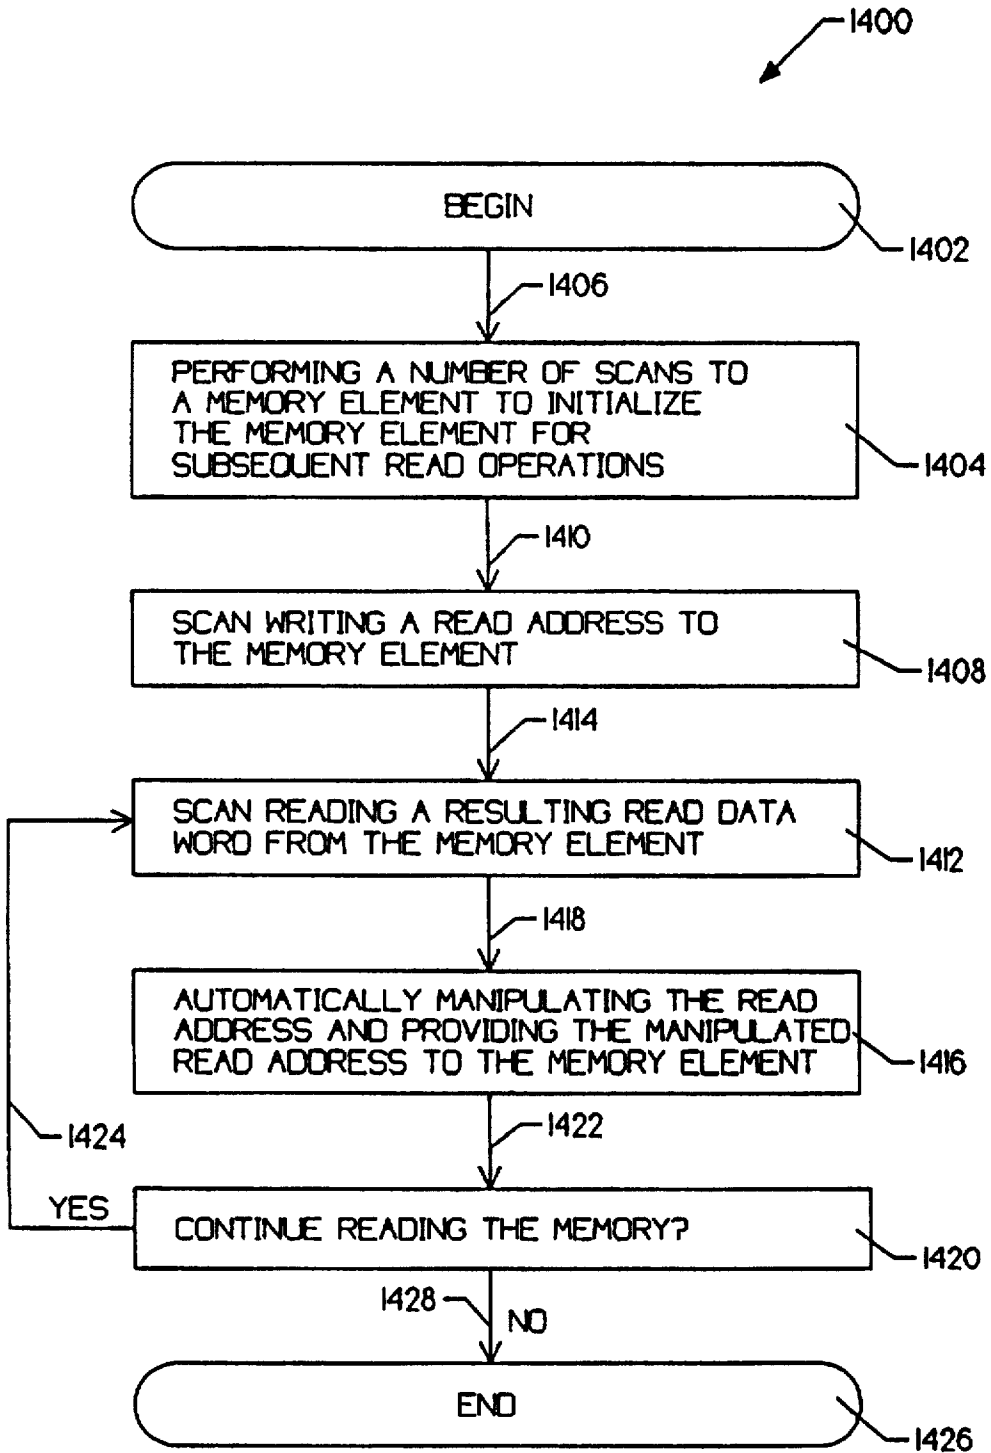 1400
BEGIN
1402
1406
PERFORMING A NUMBER OF SCANS TO
A MEMORY ELEMENT TO INITIALIZE
THE MEMORY ELEMENT FOR
SUBSEQUENT READ OPERATIONS
1404
1410
SCAN WRITING A READ ADDRESS TO
THE MEMORY ELEMENT
1408
1414
SCAN READING A RESULTING READ DATA
WORD FROM THE MEMORY ELEMENT
1412
1418
AUTOMATICALLY MANIPULATING THE READ
ADDRESS AND PROVIDING THE MANIPULATED
READ ADDRESS TO THE MEMORY ELEMENT
1416
1422
1424
YES
CONTINUE READING THE MEMORY?
1420
1428
NO
END
1426